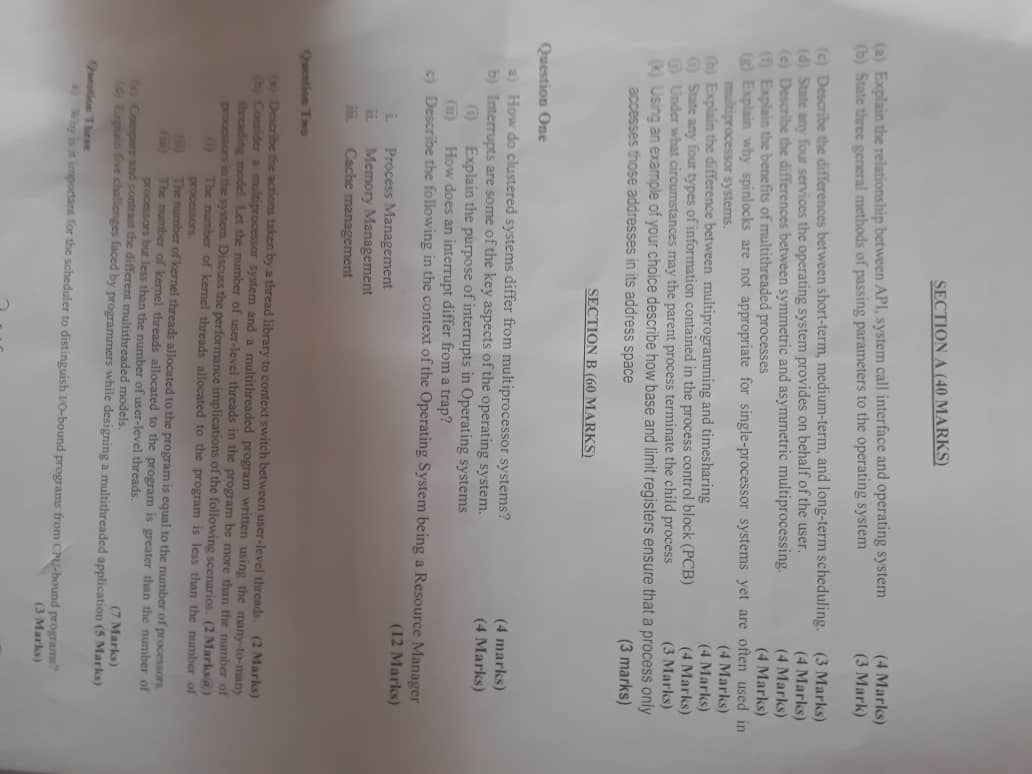 SECTION A (40 MARKS)
(a) Explain the relationship between API, system call interface and operating system (4 Marks)
(b) State three general methods of passing parameters to the operating system (3 Mark)
(c) Describe the differences between short-term, medium-term, and long-term scheduling. (3 Marks)
(d) State any four services the operating system provides on behalf of the user. (4 Marks)
(e) Describe the differences between symmetric and asymmetric multiprocessing. (4 Marks)
(f) Explain the benefits of multithreaded processes (4 Marks)
(g) Explain why spinlocks are not appropriate for single-processor systems yet are often used in
multiprocessor systems. (4 Marks)
(h) Explain the difference between multiprogramming and timesharing (4 Marks)
(i) State any four types of information contained in the process control block (PCB) (4 Marks)
(j) Under what circumstances may the parent process terminate the child process (3 Marks)
(k) Using an example of your choice describe how base and limit registers ensure that a process only
accesses those addresses in its address space (3 marks)
SECTION B (60 MARKS)
Question One
a) How do clustered systems differ from multiprocessor systems? (4 marks)
b) Interrupts are some of the key aspects of the operating system. (4 Marks)
(i) Explain the purpose of interrupts in Operating systems
(ii) How does an interrupt differ from a trap?
c) Describe the following in the context of the Operating System being a Resource Manager
(12 Marks)
i. Process Management
ii. Memory Management
iii. Cache management
Question Two
(a) Describe the actions taken by a thread library to context switch between user-level threads. (2 Marks)
(b) Consider a multiprocessor system and a multithreaded program written using the many-to-many
threading model. Let the number of user-level threads in the program be more than the number of
processors in the system. Discuss the performance implications of the following scenarios. (2 Marks@)
(i) The number of kernel threads allocated to the program is less than the number of
processors.
(ii) The number of kernel threads allocated to the program is equal to the number of processors.
(iii) The number of kernel threads allocated to the program is greater than the number of
processors but less than the number of user-level threads.
(c) Compare and contrast the different multithreaded models. (7 Marks)
(d) Explain five challenges faced by programmers while designing a multithreaded application (5 Marks)
Question Three
a) Why is it important for the scheduler to distinguish I/O-bound programs from CPU-bound programs?
(3 Marks)